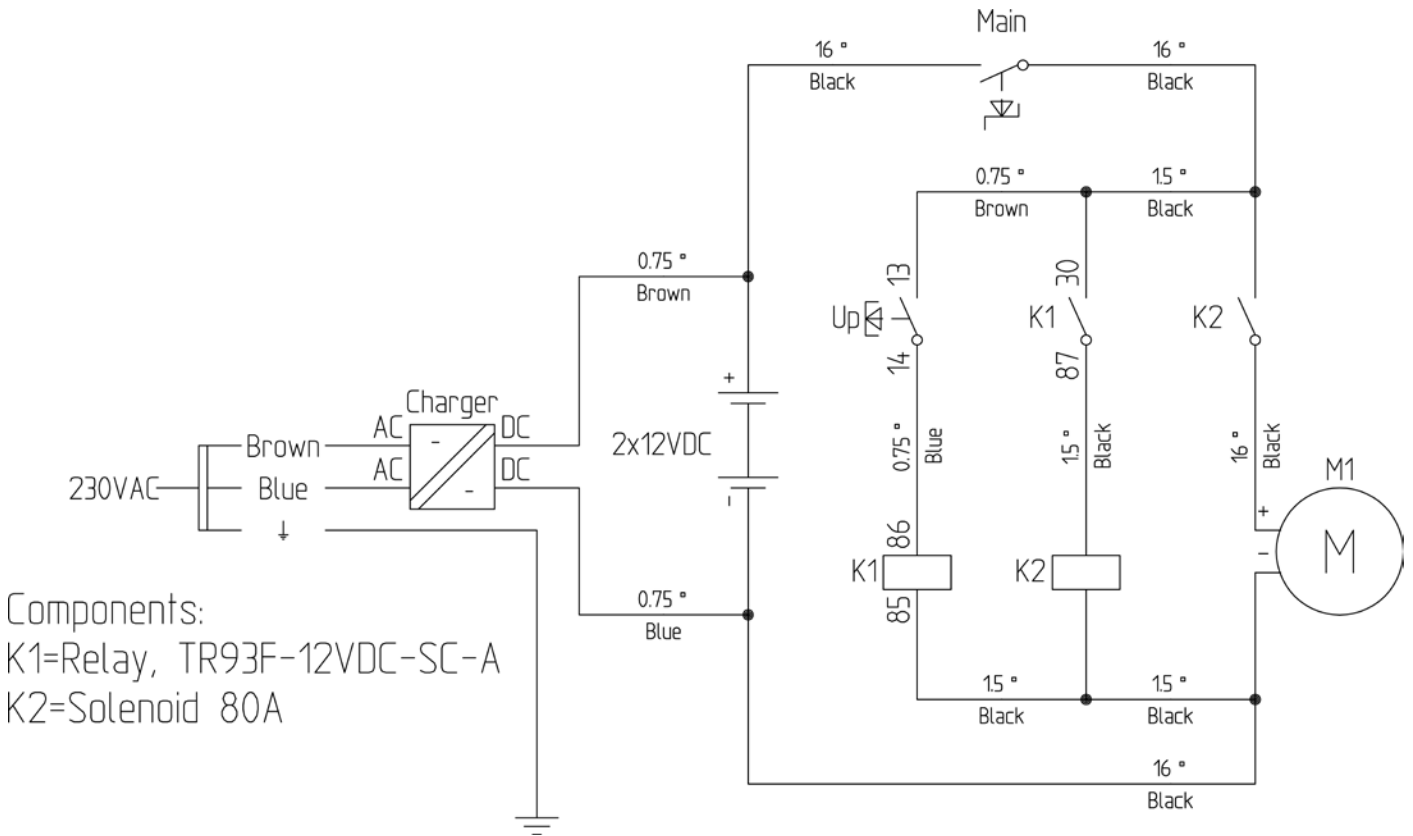 Main
16 ▫
Black
16 ▫
Black
0.75 ▫
Brown
1.5 ▫
Black
0.75 ▫
Brown
13
Up
14
30
K1
87
K2
+
2x12VDC
-
Charger
AC
DC
AC
DC
-
-
230VAC
Brown
Blue
0.75 ▫
Blue
1.5 ▫
Black
16 ▫
Black
M1
+
-
M
86
K1
85
K2
0.75 ▫
Blue
1.5 ▫
Black
1.5 ▫
Black
16 ▫
Black
Components:
K1=Relay, TR93F-12VDC-SC-A
K2=Solenoid 80A